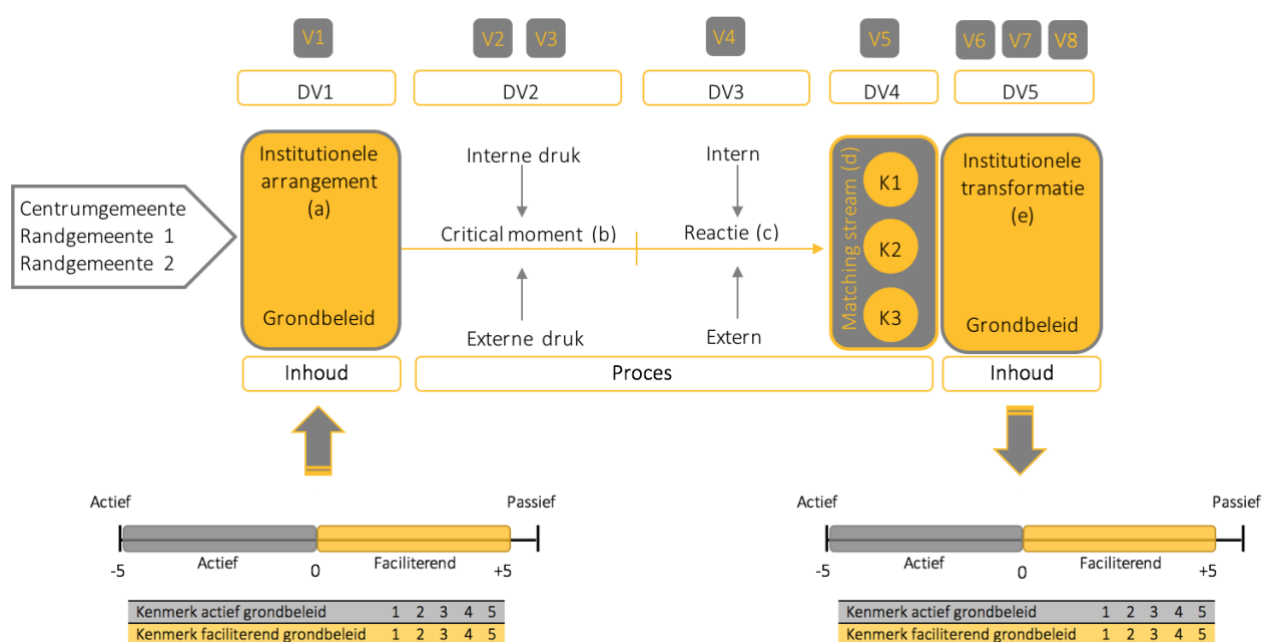 V1 V2 V3 V4 V5 V6 V7 V8
DV1 DV2 DV3 DV4 DV5
Centrumgemeente
Randgemeente 1
Randgemeente 2
Institutionele
arrangement
(a)
Grondbeleid
Interne druk
Critical moment (b)
Externe druk
Intern
Reactie (c)
Extern
Matching stream (d)
K1
K2
K3
Institutionele
transformatie
(e)
Grondbeleid
Inhoud Proces Inhoud
Actief Passief
Actief Faciliterend
-5 0 +5
Kenmerk actief grondbeleid 1 2 3 4 5
Kenmerk faciliterend grondbeleid 1 2 3 4 5
Actief Passief
Actief Faciliterend
-5 0 +5
Kenmerk actief grondbeleid 1 2 3 4 5
Kenmerk faciliterend grondbeleid 1 2 3 4 5